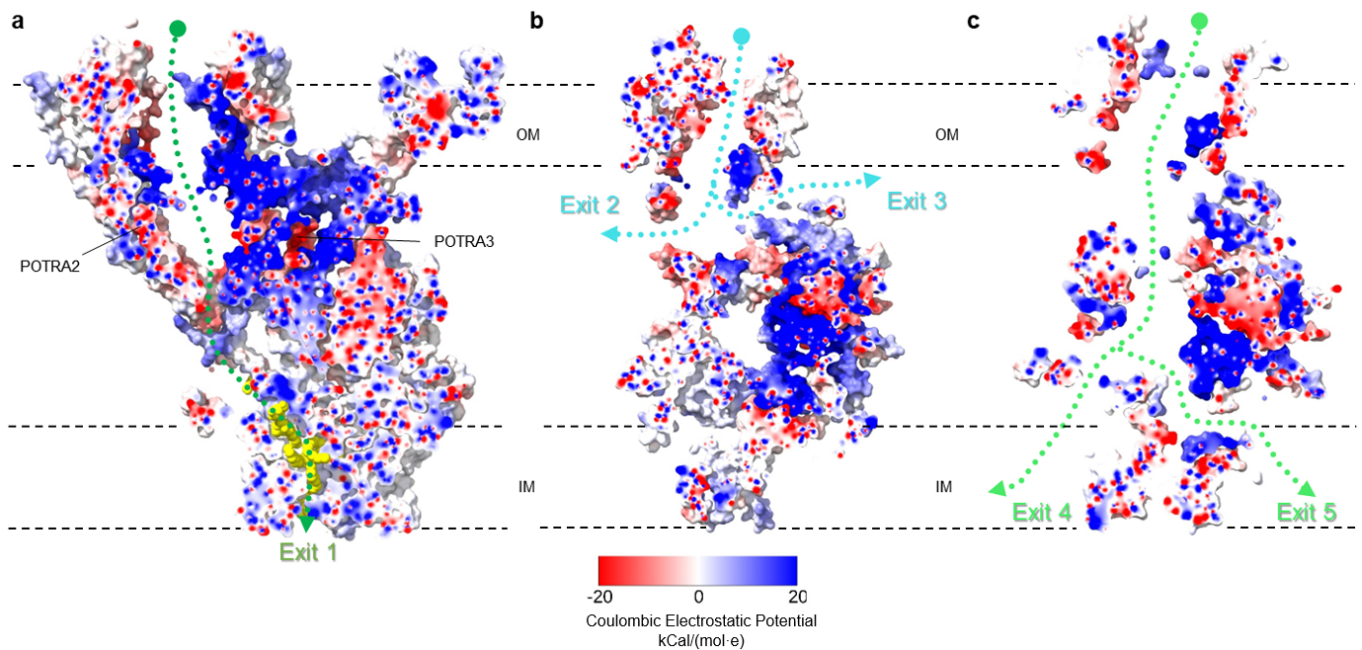 a
b
c
OM
OM
Exit 2
Exit 3
POTRA2
POTRA3
IM
IM
Exit 1
Exit 4
Exit 5
-20
0
20
Coulombic Electrostatic Potential
kCal/(mol·e)